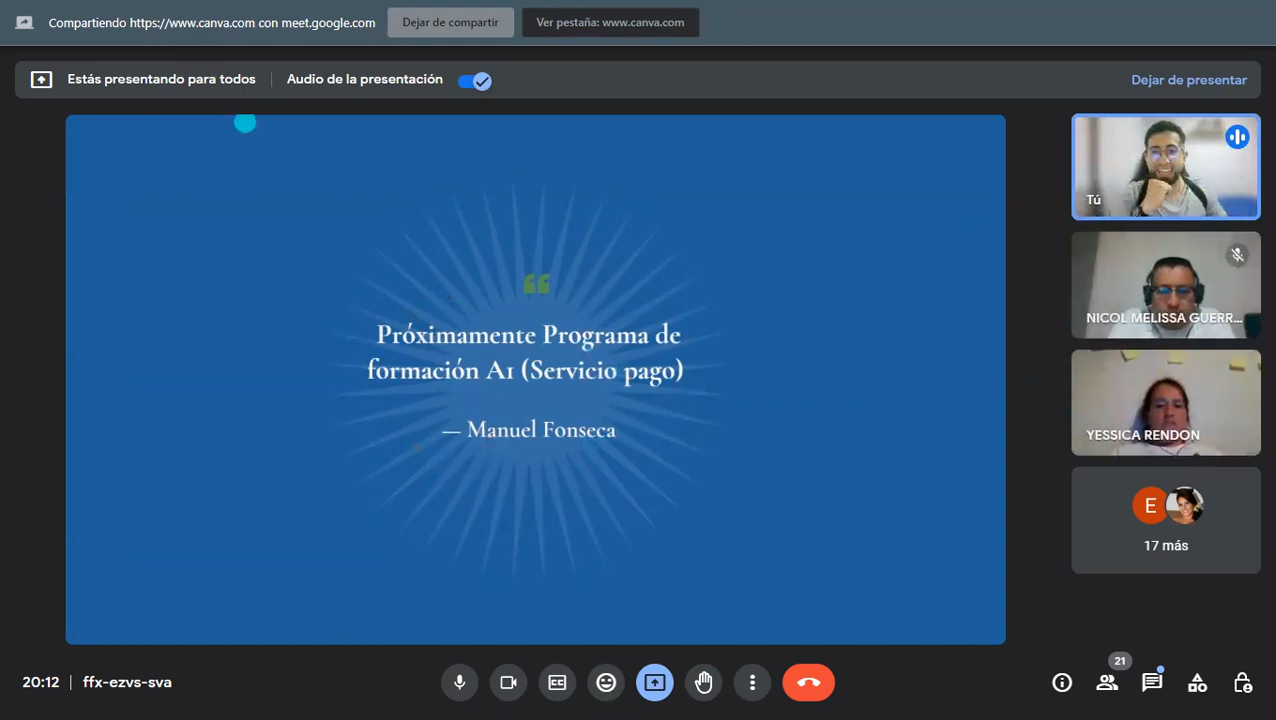 Compartiendo https://www.canva.com con meet.google.com
Dejar de compartir
Ver pestaña: www.canva.com
Estás presentando para todos
Audio de la presentación
Dejar de presentar
Tú
“
Próximamente Programa de
formación A1 (Servicio pago)
— Manuel Fonseca
NICOL MELISSA GUERR...
YESSICA RENDON
E
17 más
20:12 | ffx-ezvs-sva
CC
21